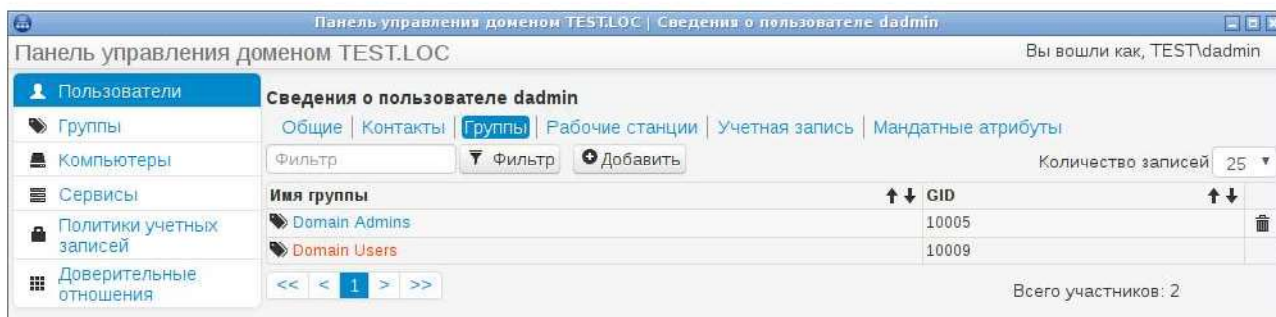 Панель управления доменом TEST.LOC | Сведения о пользователе dadmin
Панель управления доменом TEST.LOC
Вы вошли как, TEST\dadmin
Пользователи
Группы
Компьютеры
Сервисы
Политики учетных
записей
Доверительные
отношения
Сведения о пользователе dadmin
Общие | Контакты | Группы | Рабочие станции | Учетная запись | Мандатные атрибуты
Фильтр Фильтр Добавить Количество записей 25
Имя группы GID
Domain Admins 10005
Domain Users 10009
<< < 1 > >>
Всего участников: 2